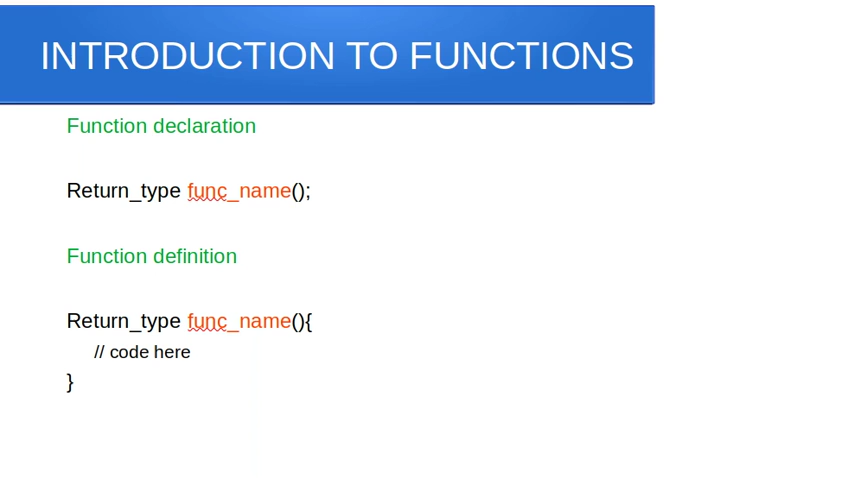 INTRODUCTION TO FUNCTIONS
Function declaration
Return_type func_name();
Function definition
Return_type func_name(){
// code here
}